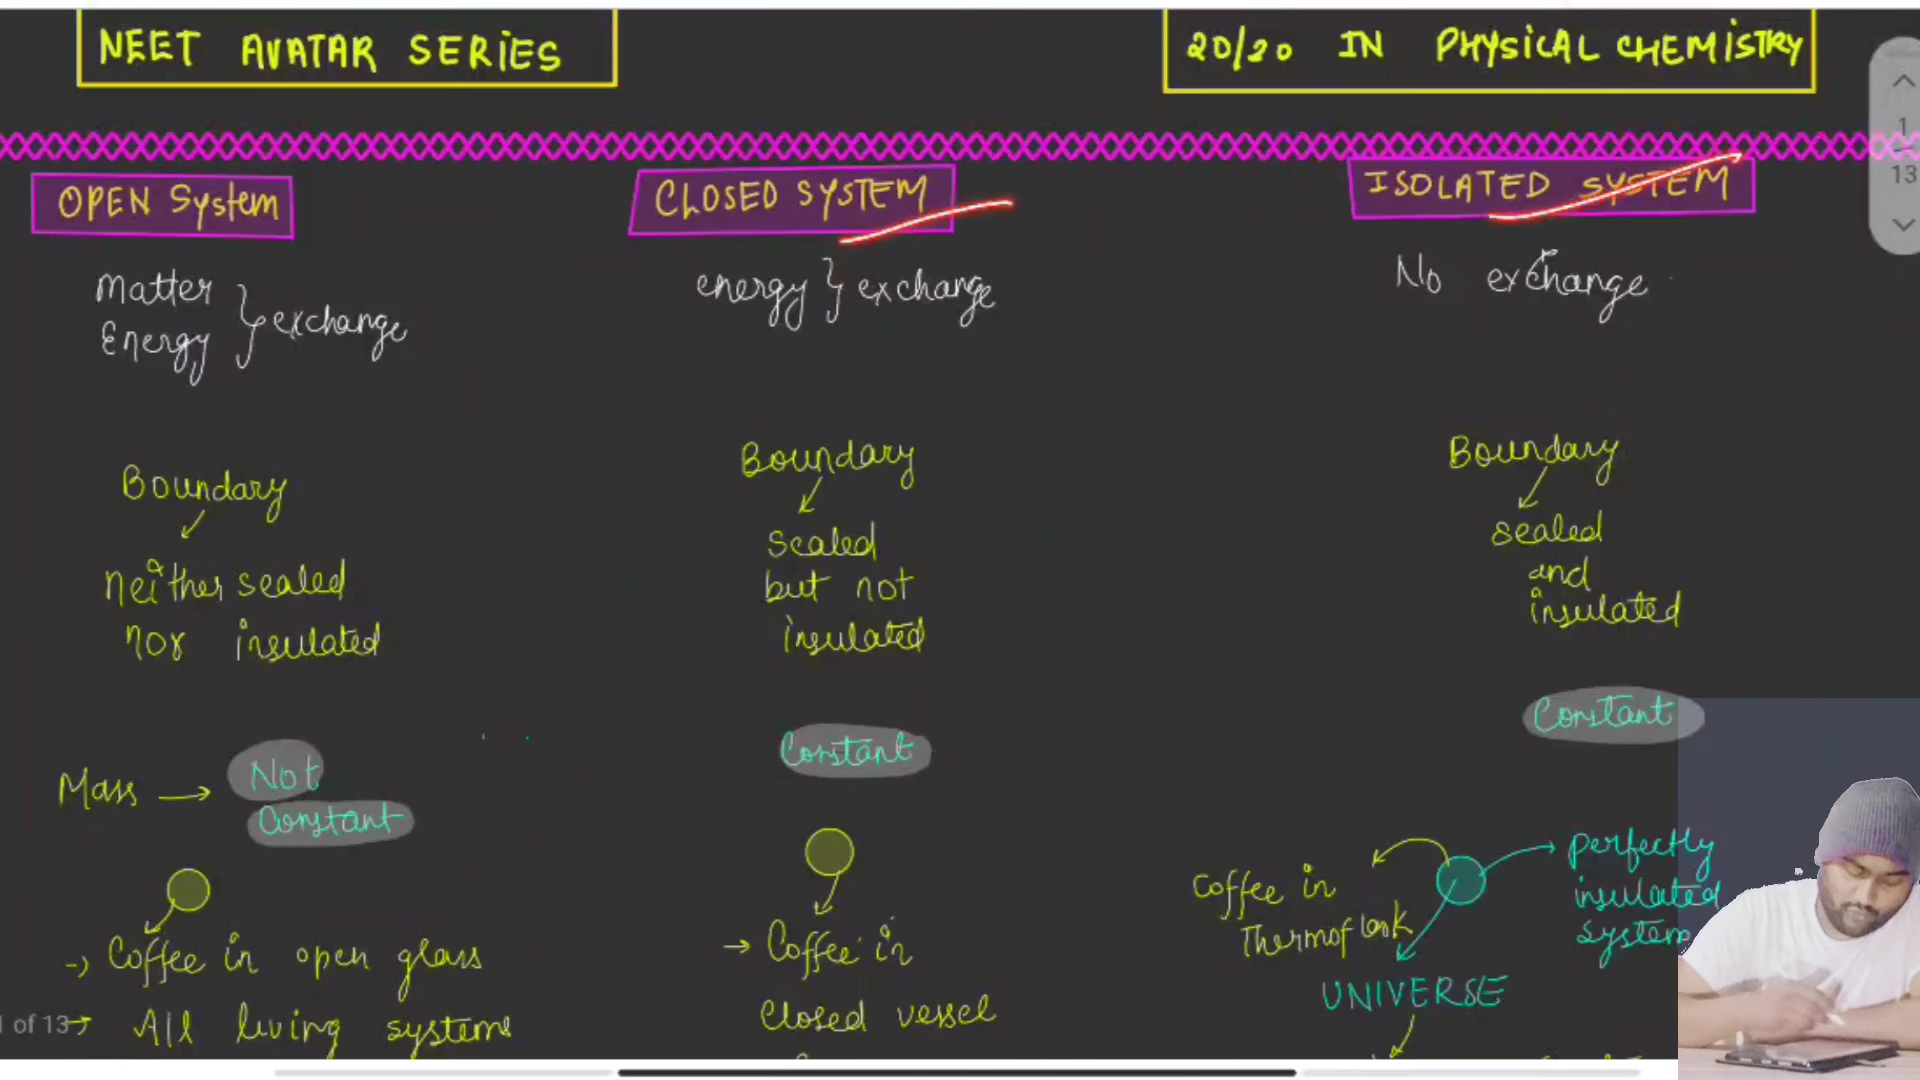 NEET AVATAR SERIES
20/20 IN PHYSICAL CHEMISTRY
OPEN System
Matter
Energy
exchange
Boundary
neither sealed
nor insulated
Mass → Not
Constant
-> Coffee in open glass
→ All living systems
CLOSED SYSTEM
energy } exchange
Boundary
sealed
but not
insulated
Constant
→ Coffee in
Closed vessel
ISOLATED SYSTEM
No exchange
Boundary
sealed
and
insulated
Constant
Coffee in
Thermoflask
perfectly
insulated
system
UNIVERSE
1
13
of 13